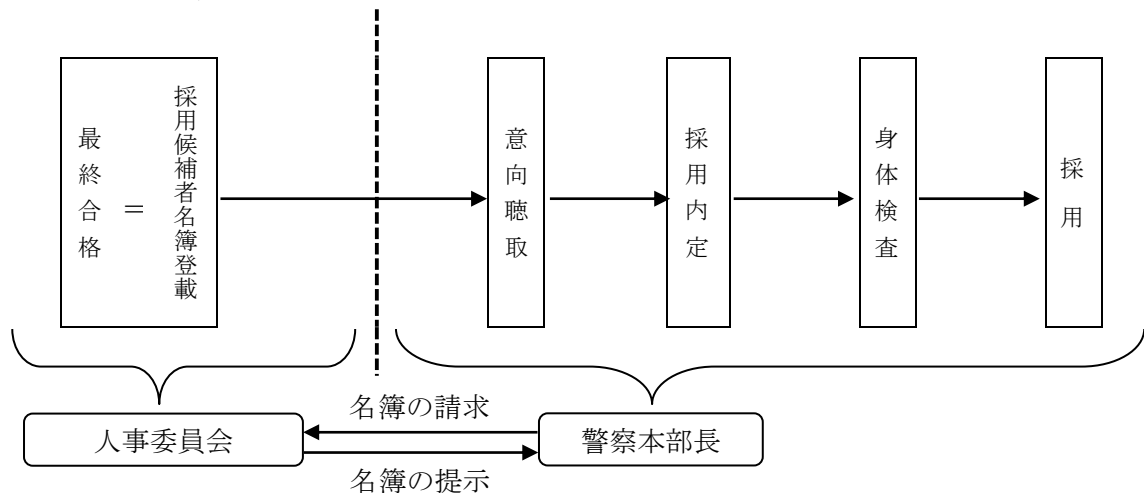 最終合格
＝
採用候補者名簿登載
意向聴取
採用内定
身体検査
採用
人事委員会
名簿の請求
名簿の提示
警察本部長